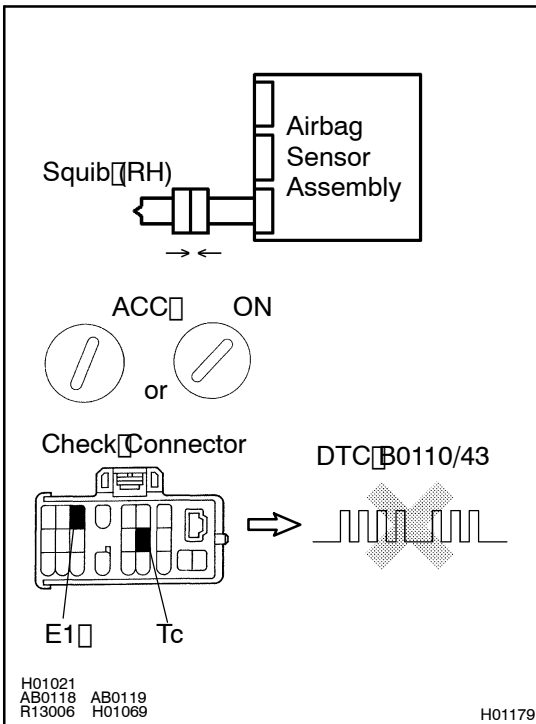 Airbag
Sensor
Assembly
Squib (RH)
ACC ON
or
Check Connector
DTC B0110/43
E1 Tc
H01021
AB0118 AB0119
R13006 H01069
H01179